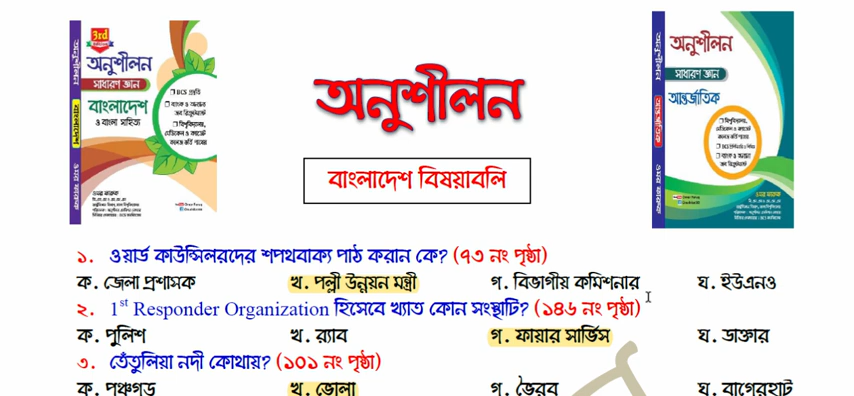 3rd
অনুশীলন
সাধারণ জ্ঞান
বাংলাদেশ
ও বাংলা সাহিত্য
অনুশীলন
সাধারণ জ্ঞান
আন্তর্জাতিক
অনুশীলন
বাংলাদেশ বিষয়াবলি
১. ওয়ার্ড কাউন্সিলরদের শপথবাক্য পাঠ করান কে? (৭৩ নং পৃষ্ঠা)
ক. জেলা প্রশাসক খ. পল্লী উন্নয়ন মন্ত্রী গ. বিভাগীয় কমিশনার ঘ. ইউএনও
২. 1st Responder Organization হিসেবে খ্যাত কোন সংস্থাটি? (১৪৬ নং পৃষ্ঠা)
ক. পুলিশ খ. র‍্যাব গ. ফায়ার সার্ভিস ঘ. ডাক্তার
৩. তেঁতুলিয়া নদী কোথায়? (১০১ নং পৃষ্ঠা)
ক. পঞ্চগড় খ. ভোলা গ. ভৈরব ঘ. বাগেরহাট